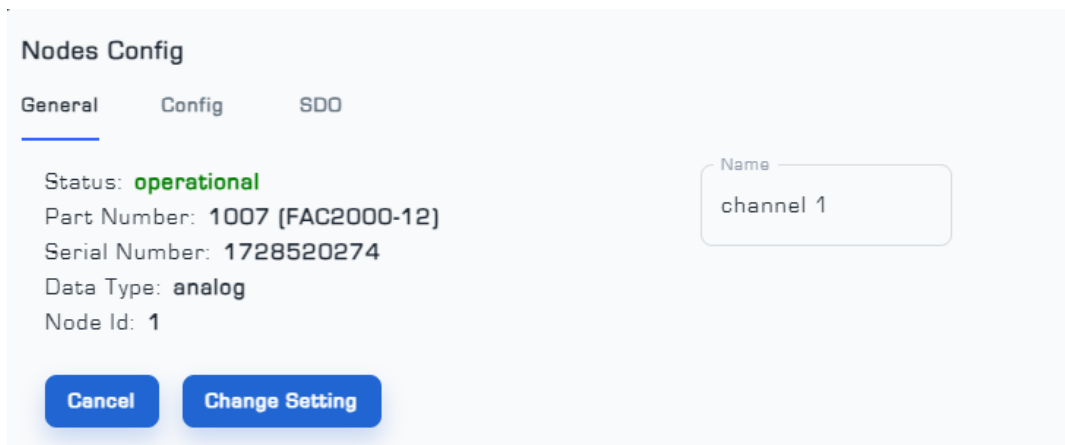 Nodes Config
General Config SDO
Status: operational
Part Number: 1007 (FAC2000-12)
Serial Number: 1728520274
Data Type: analog
Node Id: 1
Name
channel 1
Cancel Change Setting